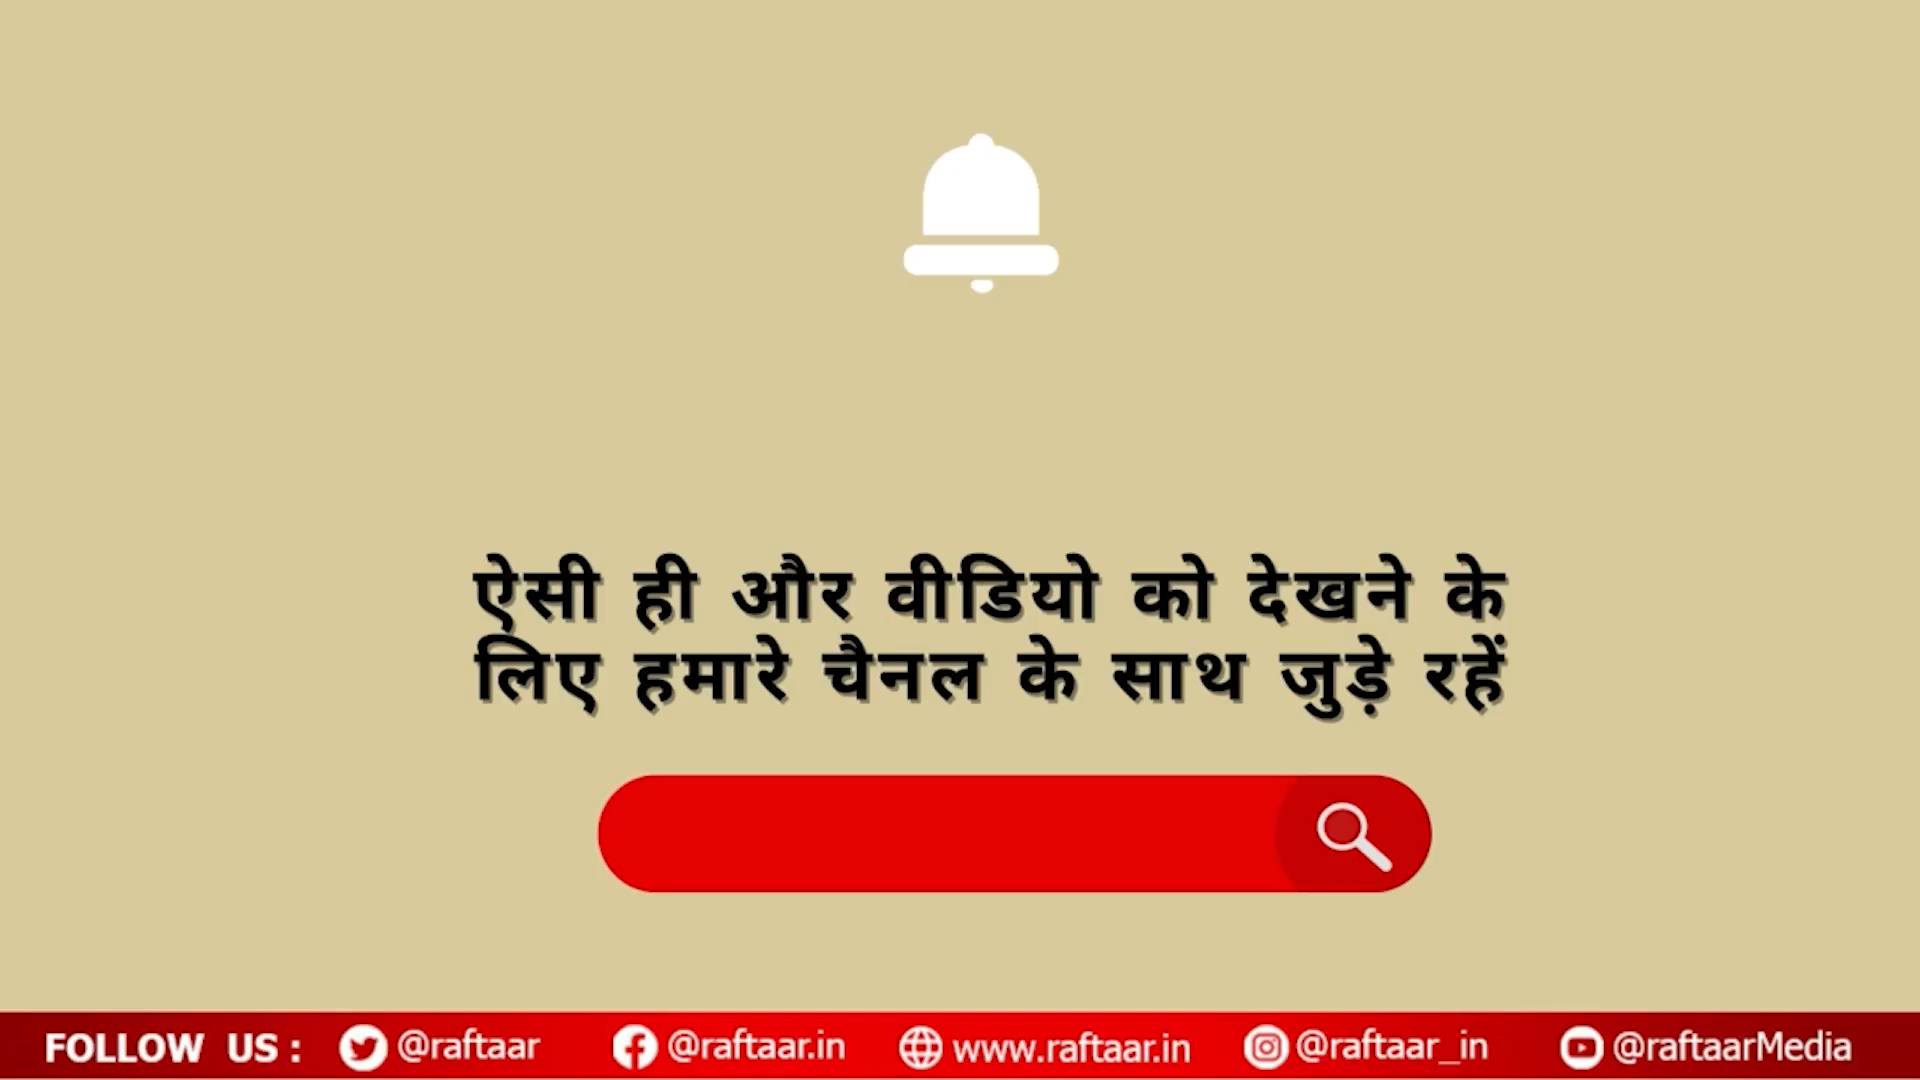 ऐसी ही और वीडियो को देखने के
लिए हमारे चैनल के साथ जुड़े रहें
FOLLOW US : @raftaar @raftaar.in www.raftaar.in @raftaar_in @raftaarMedia